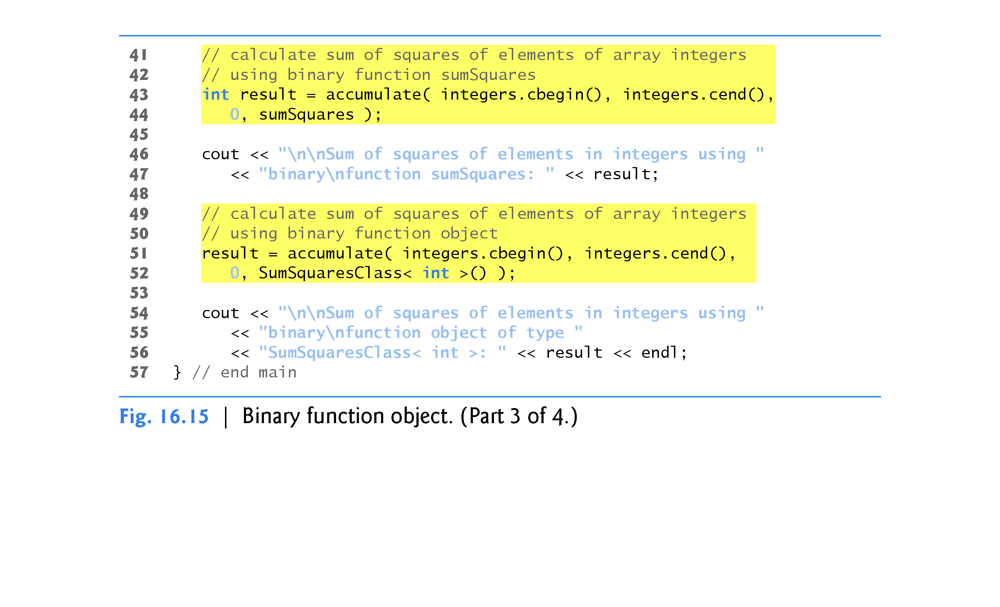 41 // calculate sum of squares of elements of array integers
42 // using binary function sumSquares
43 int result = accumulate( integers.cbegin(), integers.cend(),
44 0, sumSquares );
45
46 cout << "\n\nSum of squares of elements in integers using "
47 << "binary\nfunction sumSquares: " << result;
48
49 // calculate sum of squares of elements of array integers
50 // using binary function object
51 result = accumulate( integers.cbegin(), integers.cend(),
52 0, SumSquaresClass< int >() );
53
54 cout << "\n\nSum of squares of elements in integers using "
55 << "binary\nfunction object of type "
56 << "SumSquaresClass< int >: " << result << endl;
57 } // end main
Fig. 16.15 | Binary function object. (Part 3 of 4.)